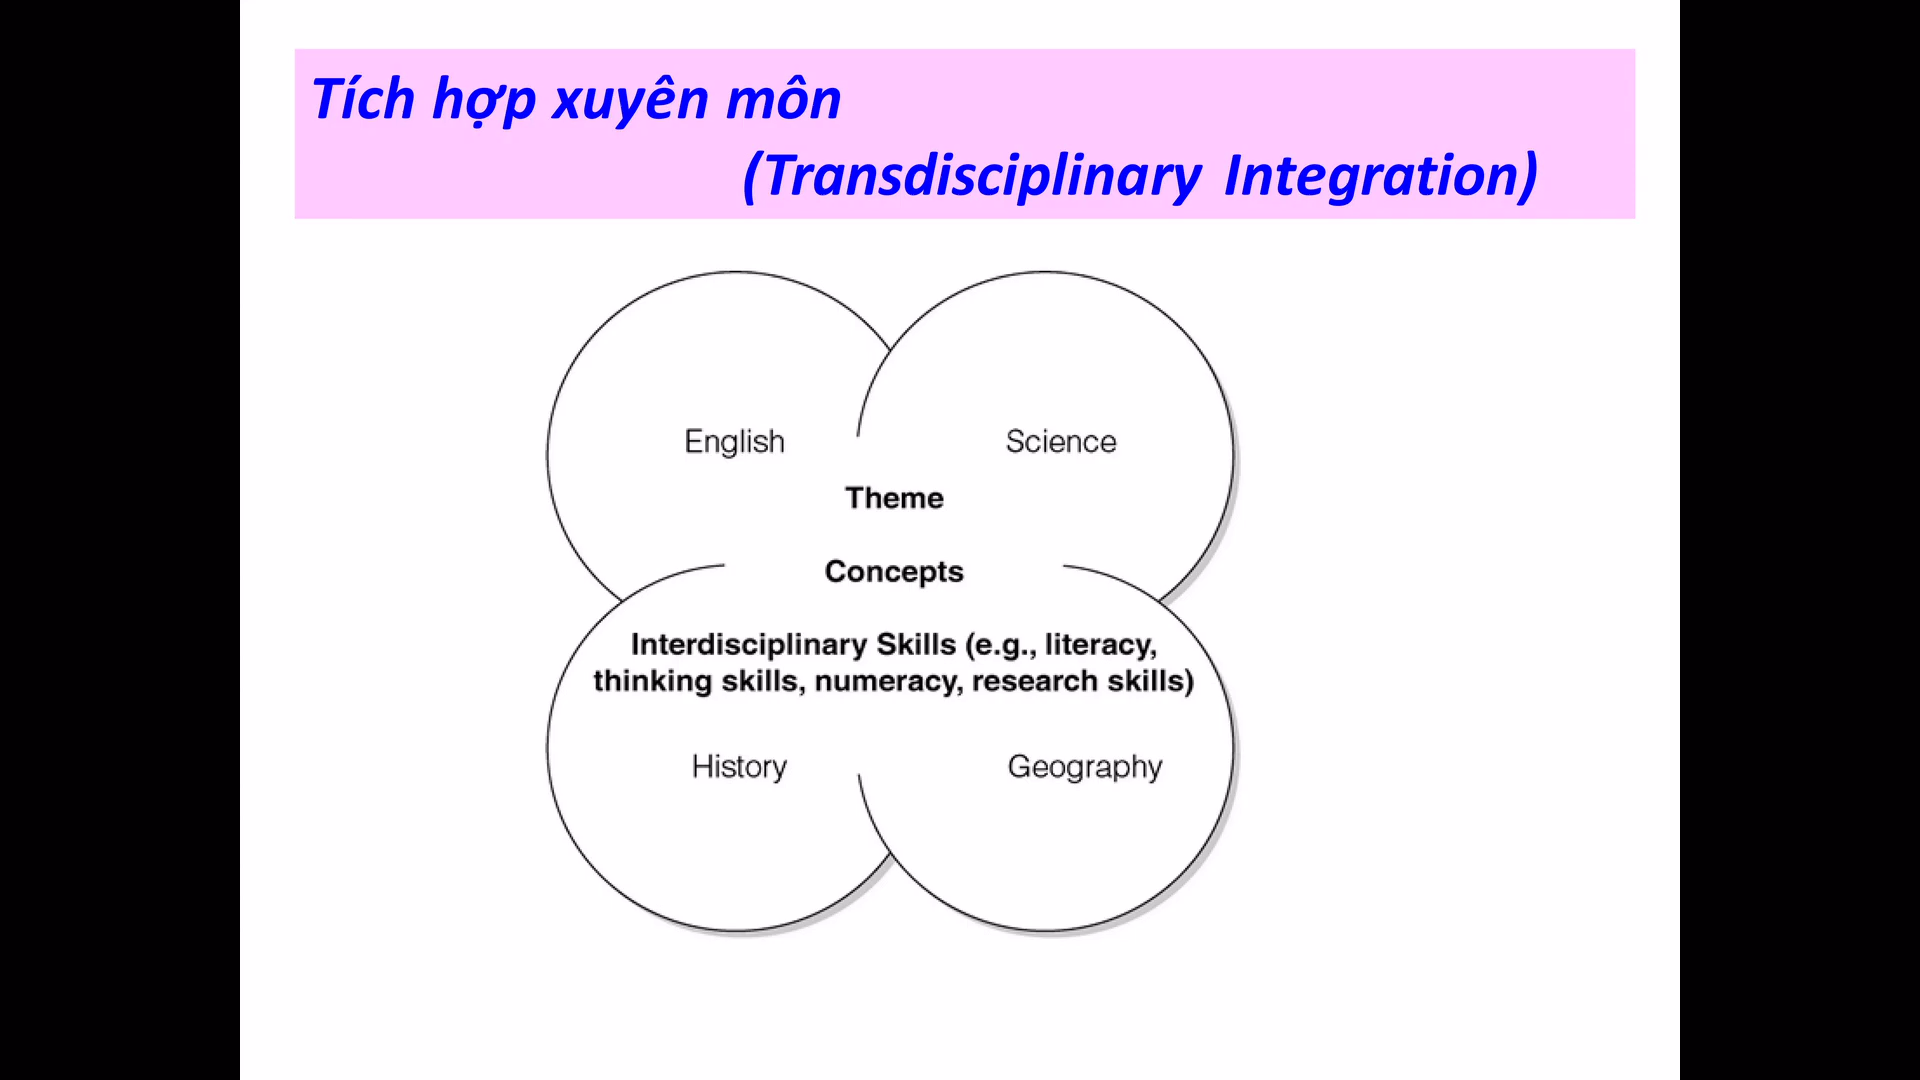 Tích hợp xuyên môn
(Transdisciplinary Integration)
English
Science
Theme
Concepts
Interdisciplinary Skills (e.g., literacy,
thinking skills, numeracy, research skills)
History
Geography